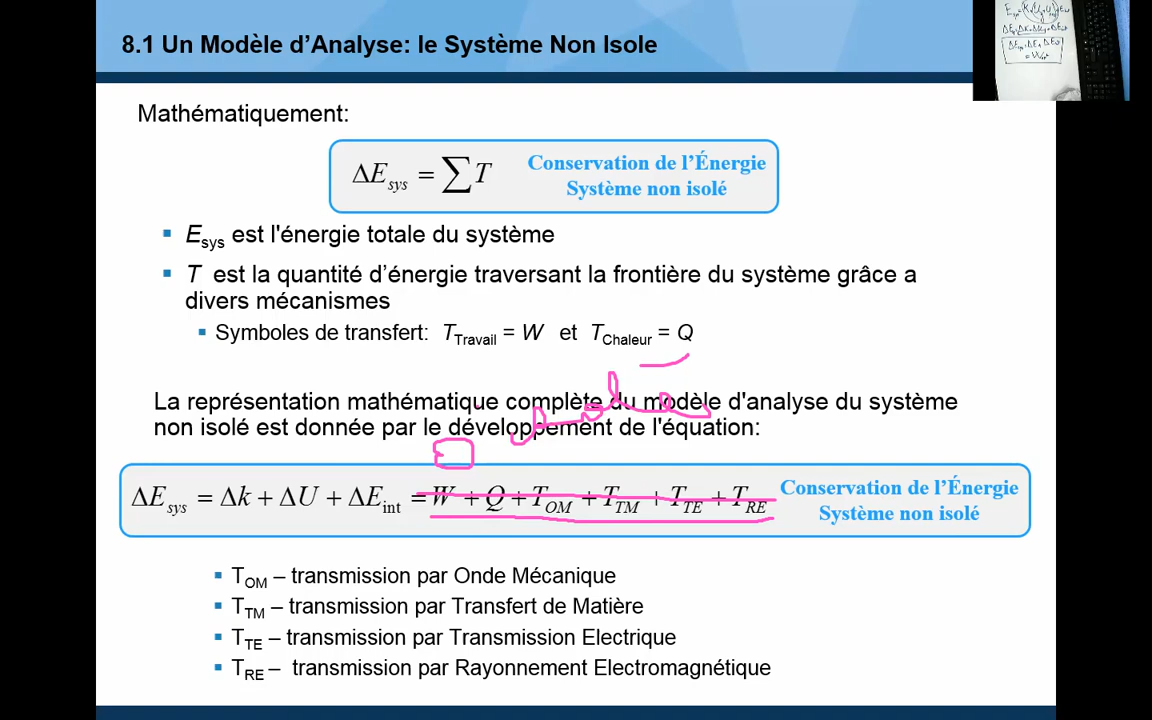 8.1 Un Modèle d'Analyse: le Système Non Isole
Mathématiquement:
ΔE_sys = ∑T
Conservation de l'Énergie
Système non isolé
▪ E_sys est l'énergie totale du système
▪ T est la quantité d'énergie traversant la frontière du système grâce a
divers mécanismes
▪ Symboles de transfert: T_Travail = W et T_Chaleur = Q
La représentation mathématique complète du modèle d'analyse du système
non isolé est donnée par le développement de l'équation:
ΔE_sys = Δk + ΔU + ΔE_int = W + Q + T_OM + T_TM + T_TE + T_RE
Conservation de l'Énergie
Système non isolé
▪ T_OM – transmission par Onde Mécanique
▪ T_TM – transmission par Transfert de Matière
▪ T_TE – transmission par Transmission Electrique
▪ T_RE – transmission par Rayonnement Electromagnétique